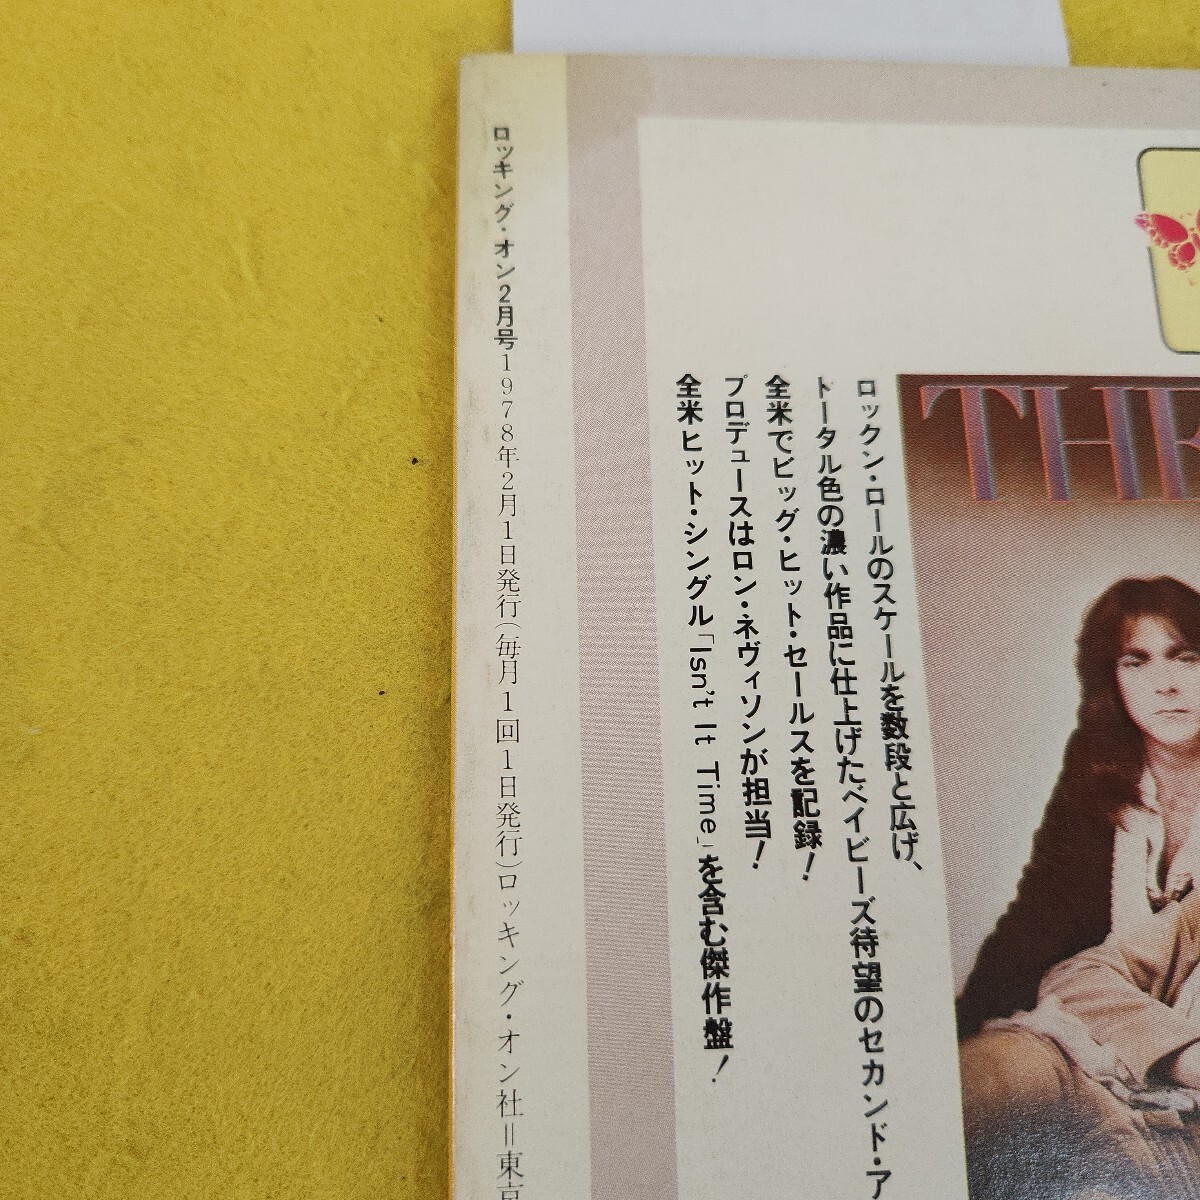 ロッキング・オン2月号1978年2月1日発行(毎月1回1日発行)ロッキング・オン社=東京
THE
ロックン・ロールのスケールを数段と広げ、
トータル色の濃い作品に仕上げたベイビーズ待望のセカンド・ア
全米でビッグ・ヒット・セールスを記録!
プロデュースはロン・ネヴィソンが担当!
全米ヒット・シングル「Isn't It Time」を含む傑作盤!